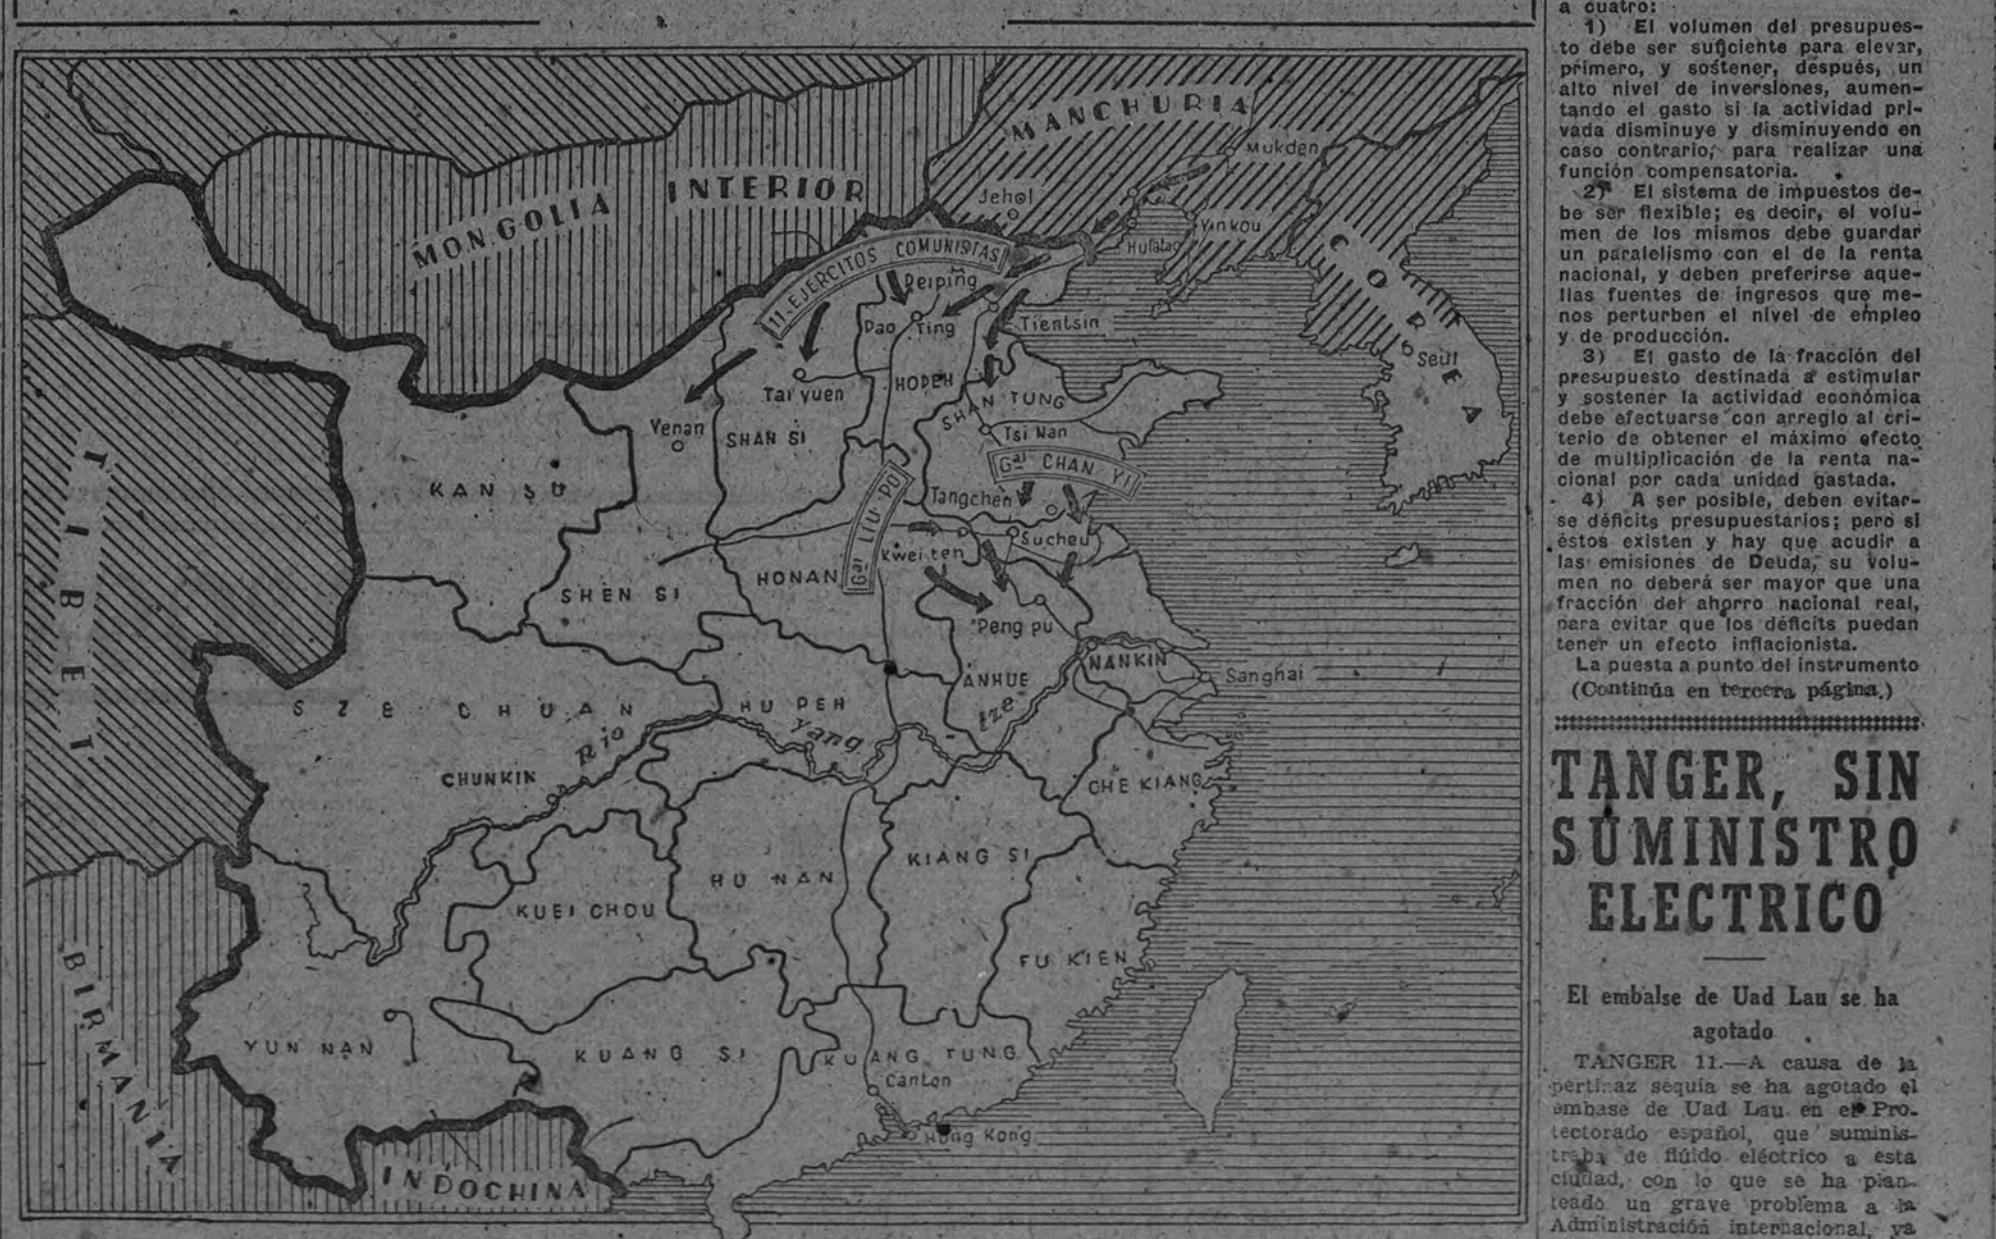 MANCHURIA
Mukden
MONGOLIA INTERIOR
Jehol
Yinkou
Hulatao
COREA
11 EJERCITOS COMUNISTAS
Peiping
Pao Ting
Tientsin
Seul
HOPEH
Tai yuen
SHAN TUNG
Yenan
SHAN SI
Tsi Nan
Gal CHAN YI
KAN SU
Tangchen
Gal LIU-PO
Sucheu
Kwei ten
TIBET
HONAN
SHEN SI
Peng pu
NANKIN
ANHUE
Sanghai
SZE CHUAN
HU PEH
Rio Yang Tze
CHUNKIN
CHE KIANG
KIANG SI
HU NAN
KUEI CHOU
FU KIEN
BIRMANIA
YUN NAN
KUANG SI
KUANG TUNG
Canton
Hong Kong
INDOCHINA
a cuatro:
1) El volumen del presupues-
to debe ser suficiente para elevar,
primero, y sostener, después, un
alto nivel de inversiones, aumen-
tando el gasto si la actividad pri-
vada disminuye y disminuyendo en
caso contrario, para realizar una
función compensatoria.
2) El sistema de impuestos de-
be ser flexible; es decir, el volu-
men de los mismos debe guardar
un paralelismo con el de la renta
nacional, y deben preferirse aque-
llas fuentes de ingresos que me-
nos perturben el nivel de empleo
y de producción.
3) El gasto de la fracción del
presupuesto destinada a estimular
y sostener la actividad económica
debe efectuarse con arreglo al cri-
terio de obtener el máximo efecto
de multiplicación de la renta na-
cional por cada unidad gastada.
4) A ser posible, deben evitar-
se déficits presupuestarios; pero si
éstos existen y hay que acudir a
las emisiones de Deuda, su volu-
men no deberá ser mayor que una
fracción del ahorro nacional real,
para evitar que los déficits puedan
tener un efecto inflacionista.
La puesta a punto del instrumento
(Continúa en tercera página.)
TANGER, SIN
SUMINISTRO
ELECTRICO
El embalse de Uad Lau se ha
agotado
TANGER 11.—A causa de la
pertinaz sequía se ha agotado el
embase de Uad Lau en el Pro-
tectorado español, que suminis-
traba de flúido eléctrico a esta
ciudad, con lo que se ha plan-
teado un grave problema a la
Administración internacional, ya